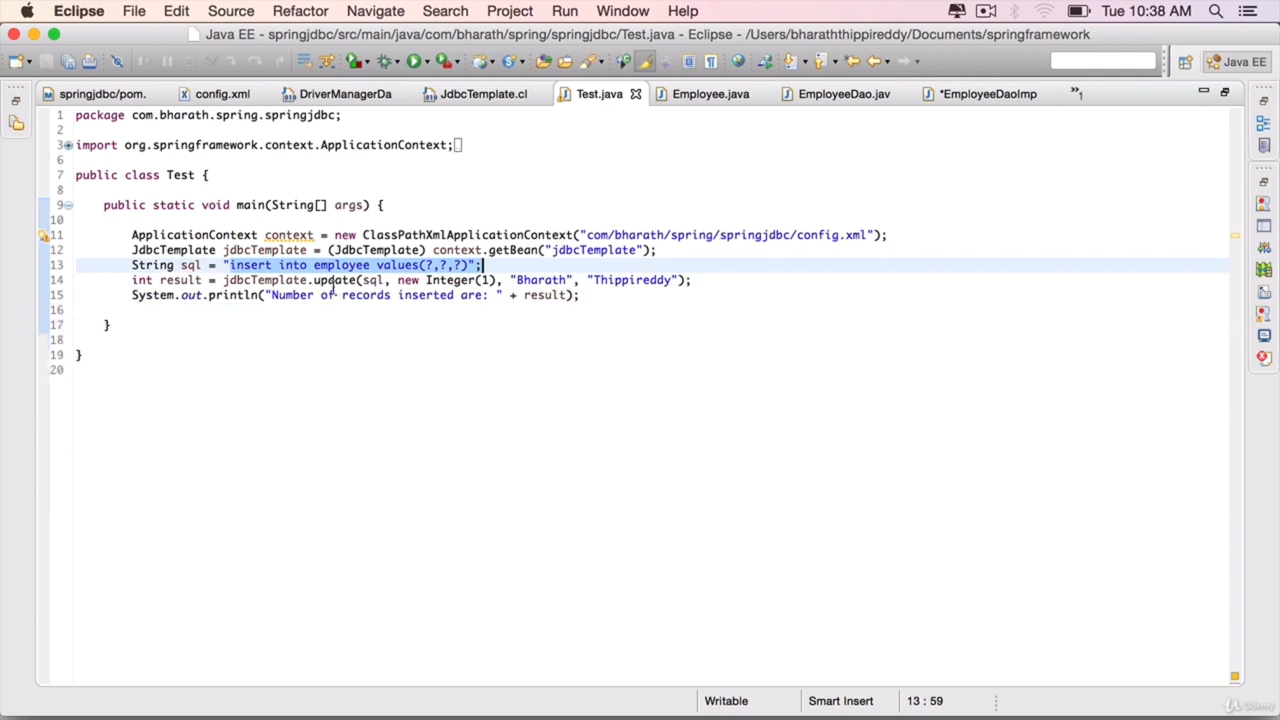 Eclipse File Edit Source Refactor Navigate Search Project Run Window Help Tue 10:38 AM
Java EE - springjdbc/src/main/java/com/bharath/spring/springjdbc/Test.java - Eclipse - /Users/bharaththippireddy/Documents/springframework
Java EE
springjdbc/pom. config.xml DriverManagerDa JdbcTemplate.cl Test.java Employee.java EmployeeDao.jav *EmployeeDaoImp »1
1 package com.bharath.spring.springjdbc;
2
3 import org.springframework.context.ApplicationContext;
6
7 public class Test {
8
9 public static void main(String[] args) {
10
11 ApplicationContext context = new ClassPathXmlApplicationContext("com/bharath/spring/springjdbc/config.xml");
12 JdbcTemplate jdbcTemplate = (JdbcTemplate) context.getBean("jdbcTemplate");
13 String sql = "insert into employee values(?,?,?)";
14 int result = jdbcTemplate.update(sql, new Integer(1), "Bharath", "Thippireddy");
15 System.out.println("Number of records inserted are: " + result);
16
17 }
18
19 }
20
Writable Smart Insert 13 : 59
Udemy